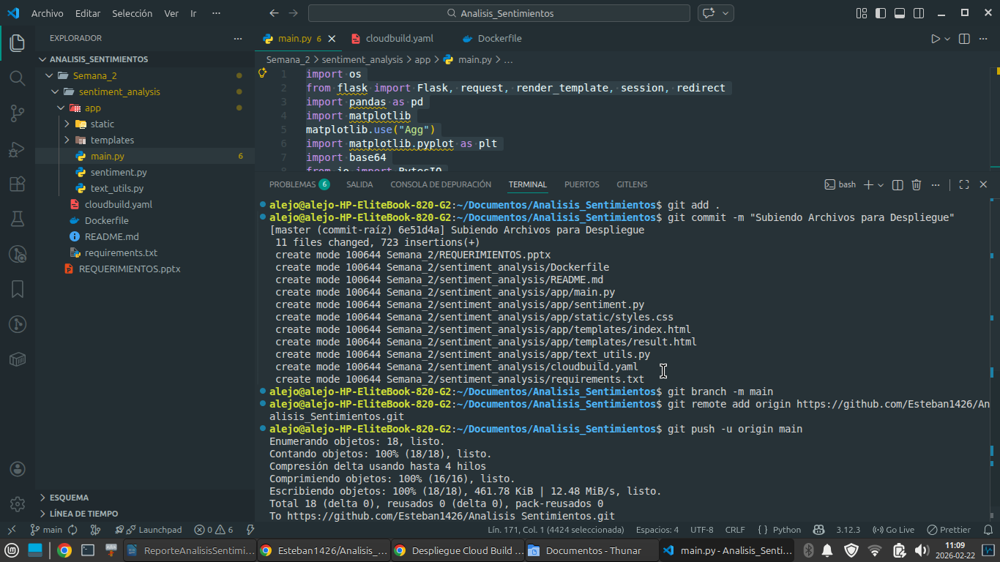 Archivo Editar Selección Ver Ir ··· Analisis_Sentimientos
EXPLORADOR ···
ANALISIS_SENTIMIENTOS
Semana_2
sentiment_analysis
app
static
templates
main.py 6
sentiment.py
text_utils.py
cloudbuild.yaml
Dockerfile
README.md
requirements.txt
REQUERIMIENTOS.pptx
ESQUEMA
LÍNEA DE TIEMPO
main.py 6 cloudbuild.yaml Dockerfile
Semana_2 > sentiment_analysis > app > main.py > ...
1 import os
2 from flask import Flask, request, render_template, session, redirect
3 import pandas as pd
4 import matplotlib
5 matplotlib.use("Agg")
6 import matplotlib.pyplot as plt
7 import base64
8 from io import BytesIO
PROBLEMAS 6 SALIDA CONSOLA DE DEPURACIÓN TERMINAL PUERTOS GITLENS bash
alejo@alejo-HP-EliteBook-820-G2:~/Documentos/Analisis_Sentimientos$ git add .
alejo@alejo-HP-EliteBook-820-G2:~/Documentos/Analisis_Sentimientos$ git commit -m "Subiendo Archivos para Despliegue"
[master (commit-raíz) 6e51d4a] Subiendo Archivos para Despliegue
11 files changed, 723 insertions(+)
create mode 100644 Semana_2/REQUERIMIENTOS.pptx
create mode 100644 Semana_2/sentiment_analysis/Dockerfile
create mode 100644 Semana_2/sentiment_analysis/README.md
create mode 100644 Semana_2/sentiment_analysis/app/main.py
create mode 100644 Semana_2/sentiment_analysis/app/sentiment.py
create mode 100644 Semana_2/sentiment_analysis/app/static/styles.css
create mode 100644 Semana_2/sentiment_analysis/app/templates/index.html
create mode 100644 Semana_2/sentiment_analysis/app/templates/result.html
create mode 100644 Semana_2/sentiment_analysis/app/text_utils.py
create mode 100644 Semana_2/sentiment_analysis/cloudbuild.yaml
create mode 100644 Semana_2/sentiment_analysis/requirements.txt
alejo@alejo-HP-EliteBook-820-G2:~/Documentos/Analisis_Sentimientos$ git branch -m main
alejo@alejo-HP-EliteBook-820-G2:~/Documentos/Analisis_Sentimientos$ git remote add origin https://github.com/Esteban1426/An
alisis_Sentimientos.git
alejo@alejo-HP-EliteBook-820-G2:~/Documentos/Analisis_Sentimientos$ git push -u origin main
Enumerando objetos: 18, listo.
Contando objetos: 100% (18/18), listo.
Compresión delta usando hasta 4 hilos
Comprimiendo objetos: 100% (16/16), listo.
Escribiendo objetos: 100% (18/18), 461.78 KiB | 12.48 MiB/s, listo.
Total 18 (delta 0), reusados 0 (delta 0), pack-reusados 0
To https://github.com/Esteban1426/Analisis_Sentimientos.git
main Launchpad 0 6 Lín. 171, Col. 1 (4424 seleccionada) Espacios: 4 UTF-8 CRLF { } Python 3.12.3 Go Live Prettier
ReporteAnalisisSentimi... Esteban1426/Analisis_... Despliegue Cloud Build ... Documentos - Thunar main.py - Analisis_Senti... 11:09
2026-02-22